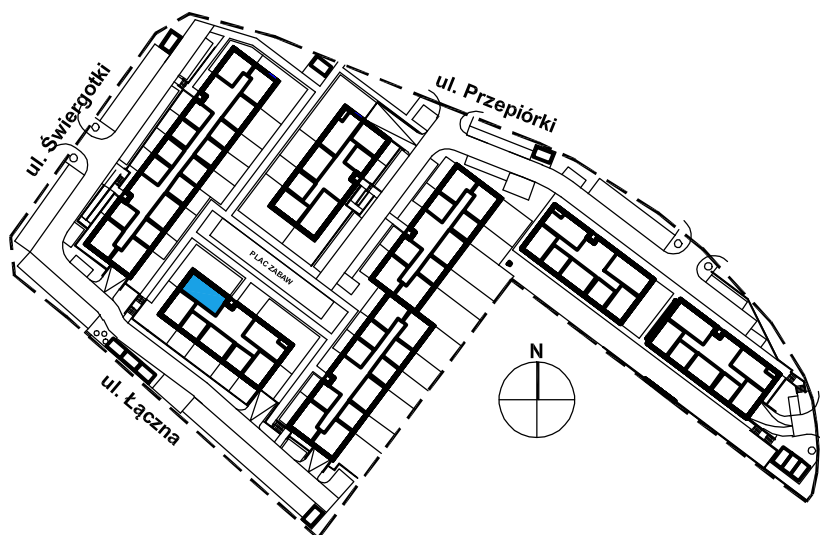 ul. Przepiórki
ul. Świergotki
PLAC ZABAW
N
ul. Łączna